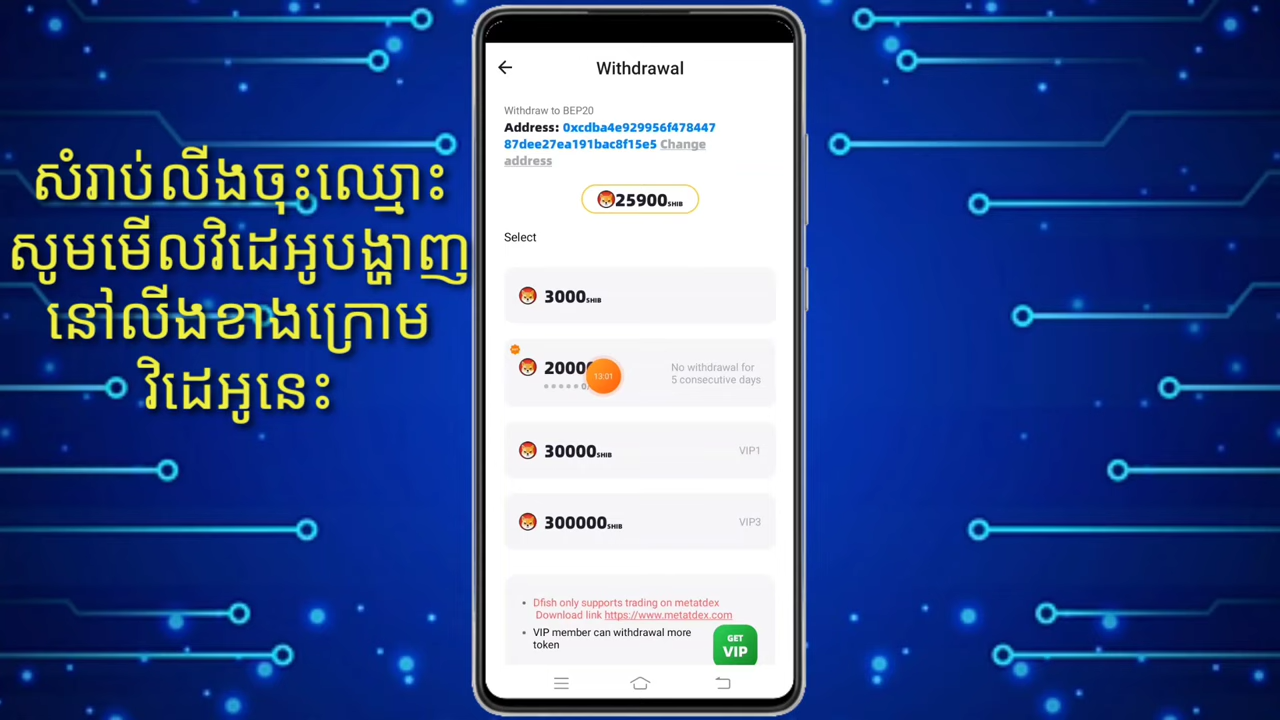 សំរាប់លីងចុះឈ្មោះ
សូមមើលវិដេអូបង្ហាញ
នៅលីងខាងក្រោម
វិដេអូនេះ
Withdrawal
Withdraw to BEP20
Address: 0xcdba4e929956f478447
87dee27ea191bac8f15e5 Change
address
25900SHIB
Select
3000SHIB
20000
13:01
No withdrawal for
5 consecutive days
30000SHIB
VIP1
300000SHIB
VIP3
• Dfish only supports trading on metatdex
Download link https://www.metatdex.com
• VIP member can withdrawal more
token
GET
VIP